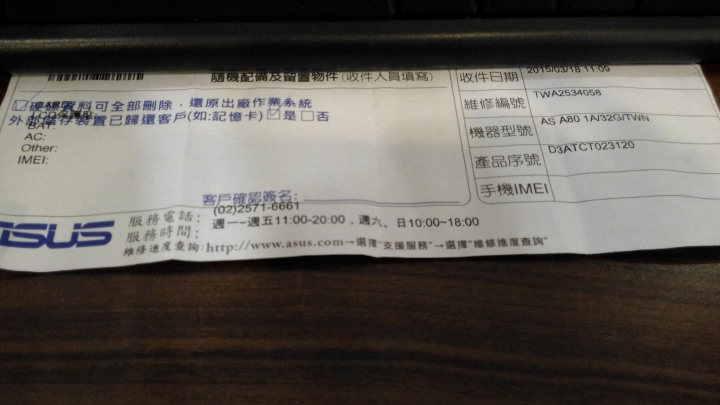 隨機配備及留置物件(收件人員填寫)
料可全部刪除，還原出廠作業系統
存裝置已歸還客戶(如:記憶卡) ☑是 □否
BAT:
AC:
Other:
IMEI:
客戶確認簽名:
收件日期 2015/03/18 11:09
維修編號 TWA2534058
機器型號 AS A80 1A/32G/TWN
產品序號 D3ATCT023120
手機IMEI
ASUS
服務電話: (02)2571-6661
服務時間: 週一~週五11:00-20:00、週六、日10:00~18:00
維修進度查詢:http://www.asus.com→選擇"支援服務"→選擇"維修進度查詢"